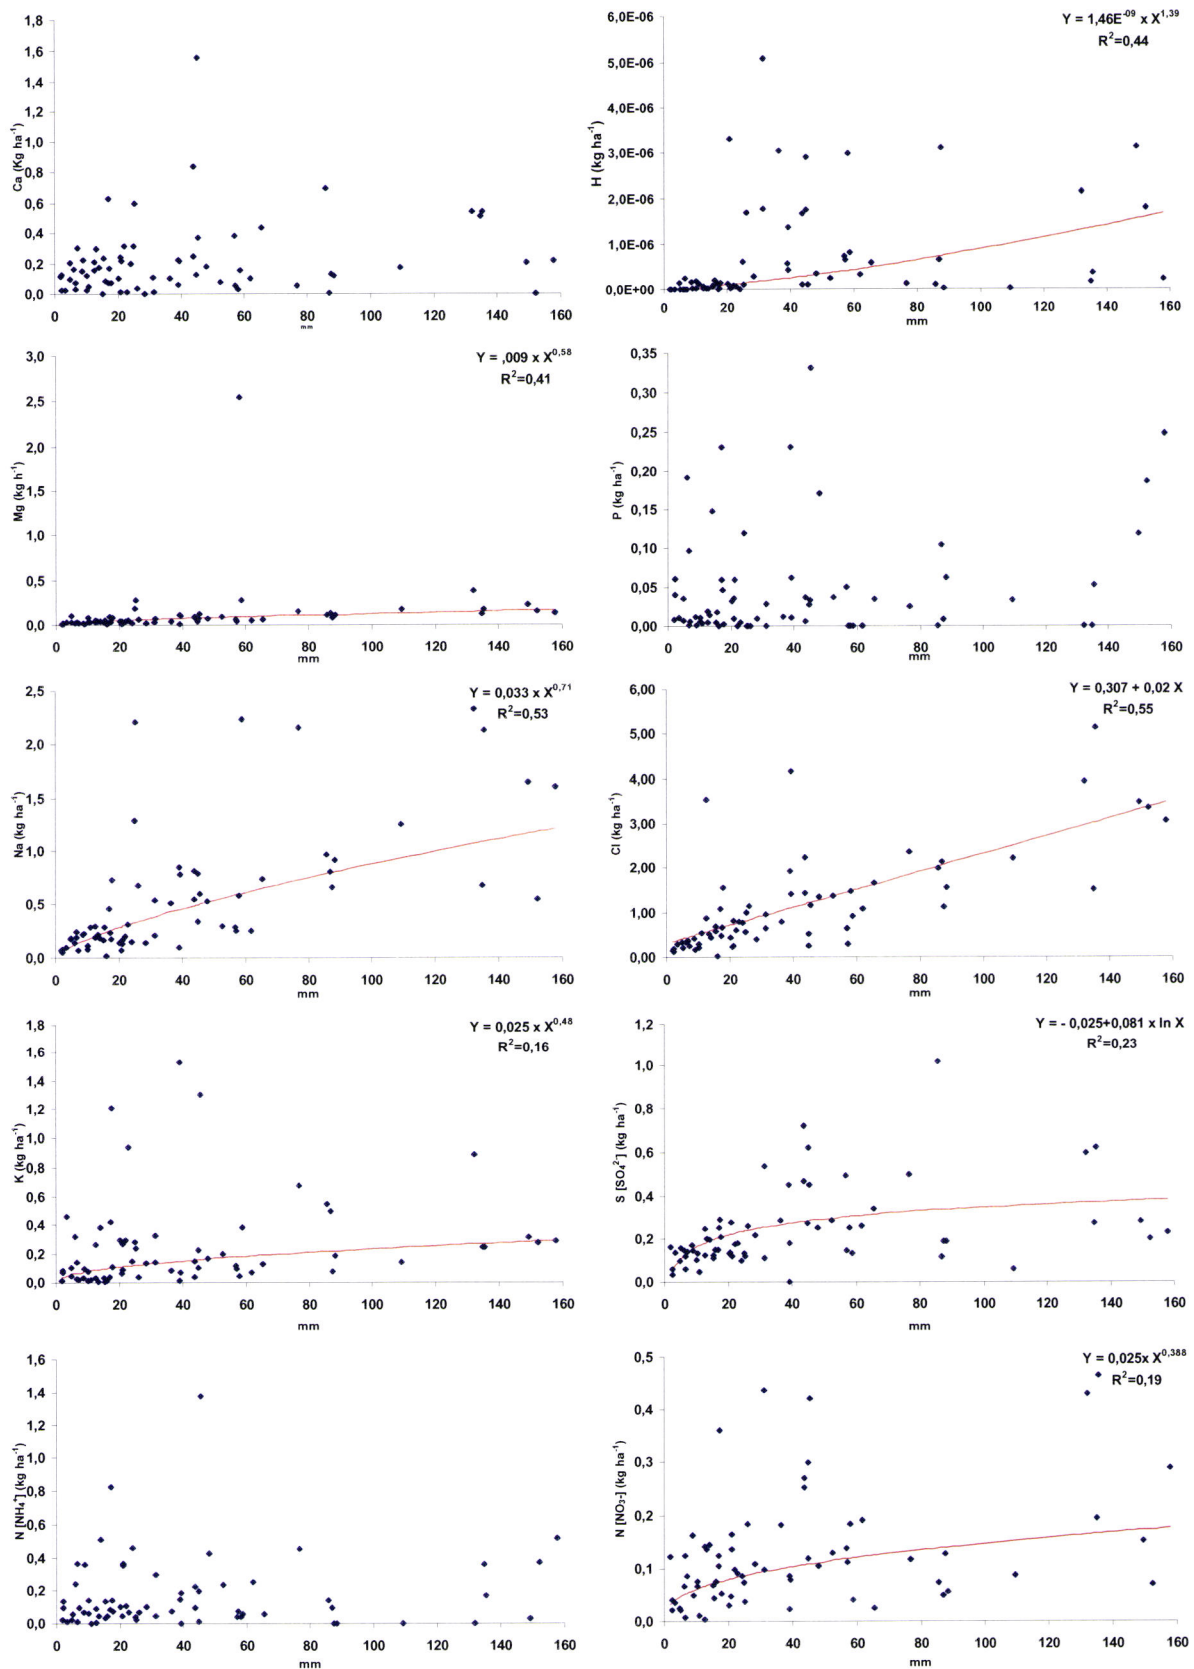 Ca (Kg ha-1)
1,8
1,6
1,4
1,2
1,0
0,8
0,6
0,4
0,2
0,0
0 20 40 60 80 100 120 140 160
mm
Y = 1,46E-09 x X1,39
R2=0,44
H (kg ha-1)
6,0E-06
5,0E-06
4,0E-06
3,0E-06
2,0E-06
1,0E-06
0,0E+00
0 20 40 60 80 100 120 140 160
mm
Y = ,009 x X0,58
R2=0,41
Mg (kg h-1)
3,0
2,5
2,0
1,5
1,0
0,5
0,0
0 20 40 60 80 100 120 140 160
mm
P (kg ha-1)
0,35
0,30
0,25
0,20
0,15
0,10
0,05
0,00
0 20 40 60 80 100 120 140 160
mm
Y = 0,033 x X0,71
R2=0,53
Na (kg ha-1)
2,5
2,0
1,5
1,0
0,5
0,0
0 20 40 60 80 100 120 140 160
mm
Y = 0,307 + 0,02 X
R2=0,55
Cl (kg ha-1)
6,00
5,00
4,00
3,00
2,00
1,00
0,00
0 20 40 60 80 100 120 140 160
mm
Y = 0,025 x X0,48
R2=0,16
K (kg ha-1)
1,8
1,6
1,4
1,2
1,0
0,8
0,6
0,4
0,2
0,0
0 20 40 60 80 100 120 140 160
mm
Y = - 0,025+0,081 x ln X
R2=0,23
S [SO42-] (kg ha-1)
1,2
1,0
0,8
0,6
0,4
0,2
0,0
0 20 40 60 80 100 120 140 160
mm
N [NH4+] (kg ha-1)
1,6
1,4
1,2
1,0
0,8
0,6
0,4
0,2
0,0
0 20 40 60 80 100 120 140 160
mm
Y = 0,025x X0,388
R2=0,19
N [NO3-] (kg ha-1)
0,5
0,4
0,3
0,2
0,1
0,0
0 20 40 60 80 100 120 140 160
mm